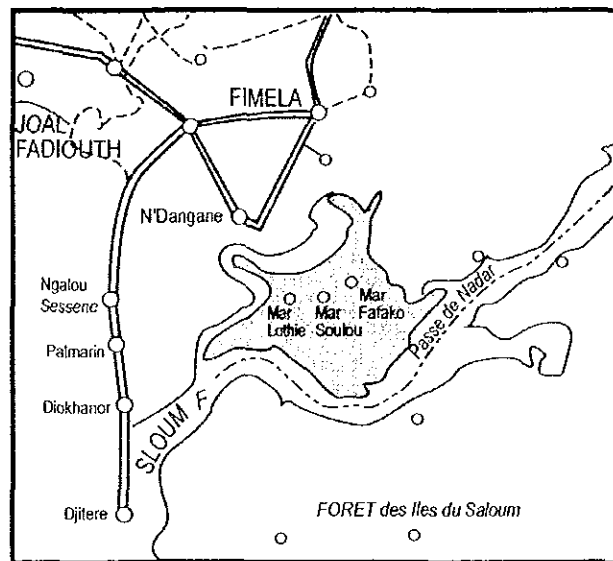 FIMELA
JOAL
FADIOUTH
N'Dangane
Ngalou
Sessene
Mar
Lothie
Mar
Soulou
Mar
Fafako
Passe de Nadar
Palmarin
Diokhanor
SLOUM F
Djitere
FORET des Iles du Saloum